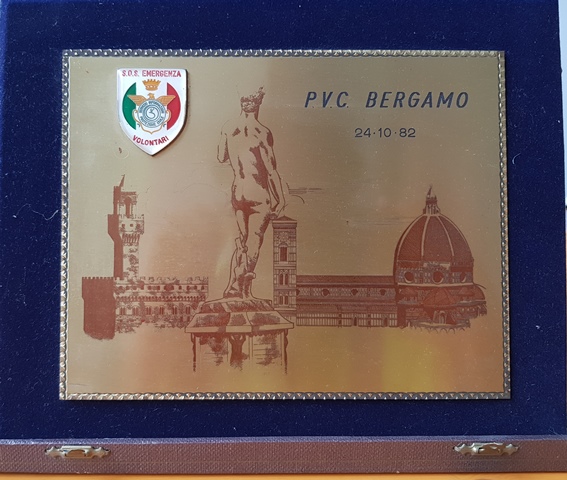 S.O.S. EMERGENZA
VOLONTARI
P.V.C. BERGAMO
24·10·82